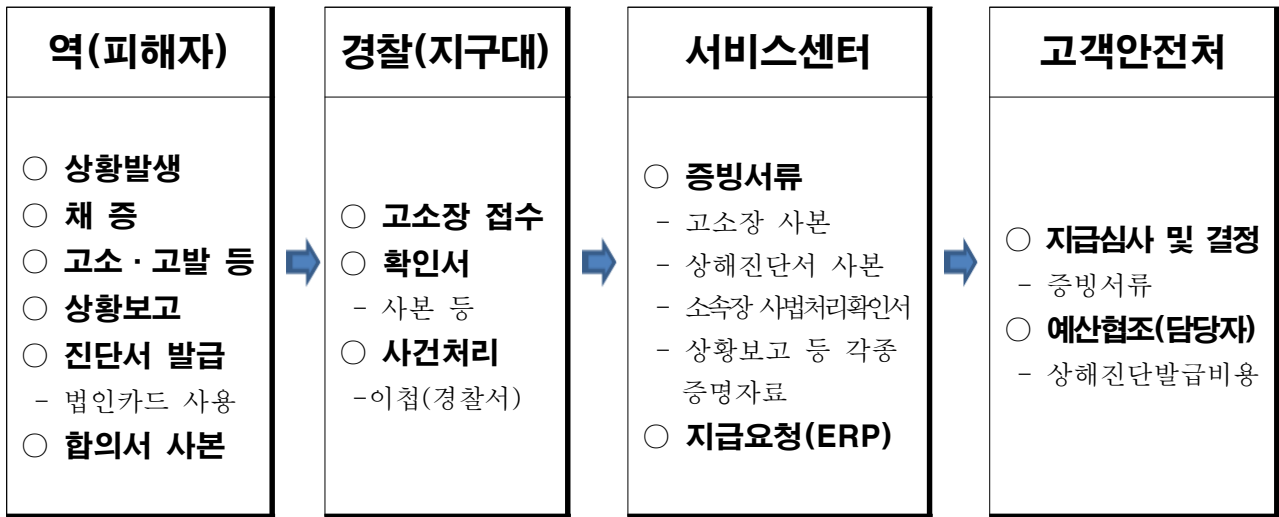 역(피해자)
○ 상황발생
○ 채 증
○ 고소 · 고발 등
○ 상황보고
○ 진단서 발급
- 법인카드 사용
○ 합의서 사본
경찰(지구대)
○ 고소장 접수
○ 확인서
- 사본 등
○ 사건처리
-이첩(경찰서)
서비스센터
○ 증빙서류
- 고소장 사본
- 상해진단서 사본
- 소속장 사법처리확인서
- 상황보고 등 각종
증명자료
○ 지급요청(ERP)
고객안전처
○ 지급심사 및 결정
- 증빙서류
○ 예산협조(담당자)
- 상해진단발급비용